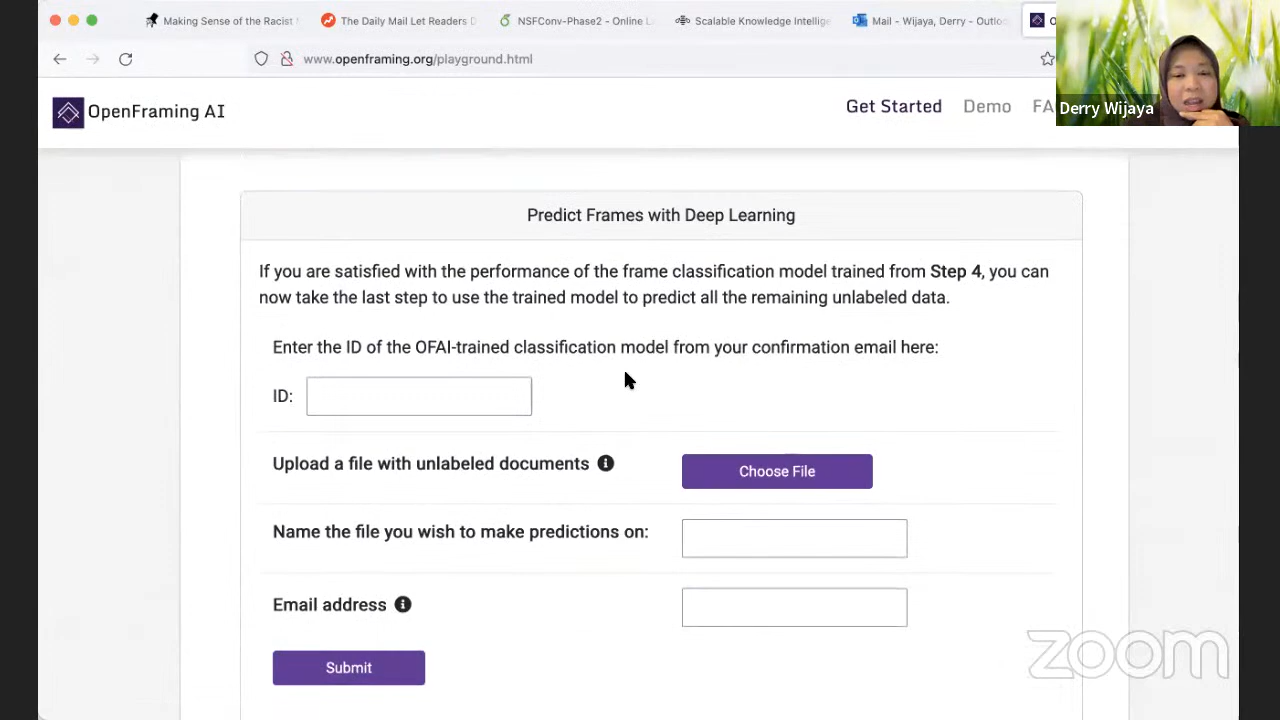 Making Sense of the Racist
The Daily Mail Let Readers D
NSFConv-Phase2 - Online L
Scalable Knowledge Intellige
Mail - Wijaya, Derry - Outloo
www.openframing.org/playground.html
Derry Wijaya
OpenFraming AI
Get Started
Demo
FA
Predict Frames with Deep Learning
If you are satisfied with the performance of the frame classification model trained from Step 4, you can
now take the last step to use the trained model to predict all the remaining unlabeled data.
Enter the ID of the OFAI-trained classification model from your confirmation email here:
ID:
Upload a file with unlabeled documents
Choose File
Name the file you wish to make predictions on:
Email address
Submit
zoom